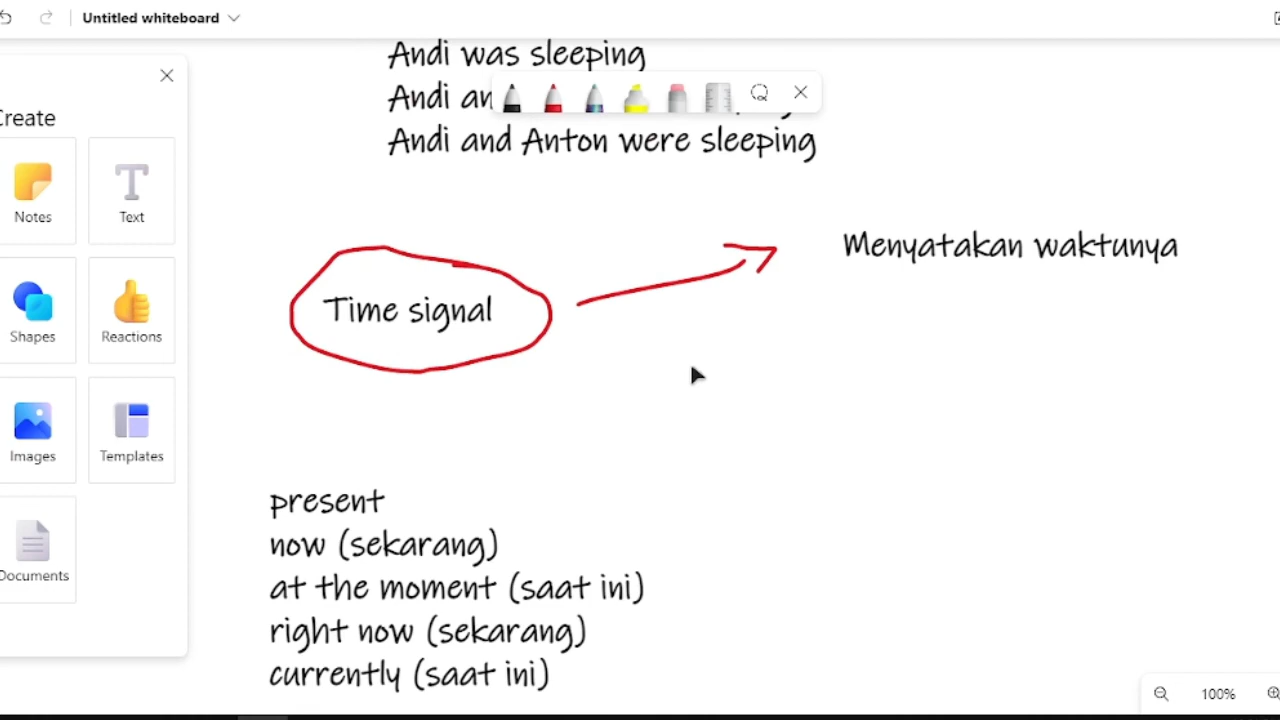 Untitled whiteboard
Andi was sleeping
Andi
Andi and Anton were sleeping
Create
Notes
Text
Shapes
Reactions
Images
Templates
Documents
Time signal
Menyatakan waktunya
present
now (sekarang)
at the moment (saat ini)
right now (sekarang)
currently (saat ini)
100%